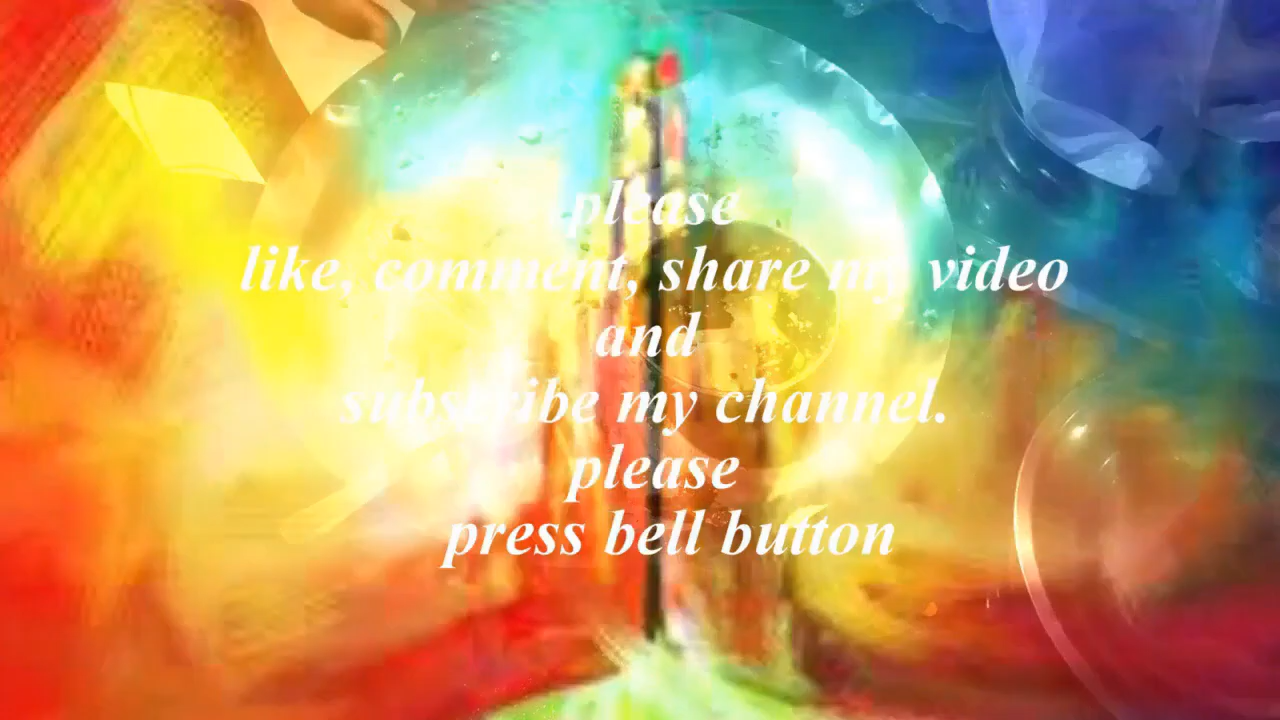 please
like, comment, share my video
and
subscribe my channel.
please
press bell button